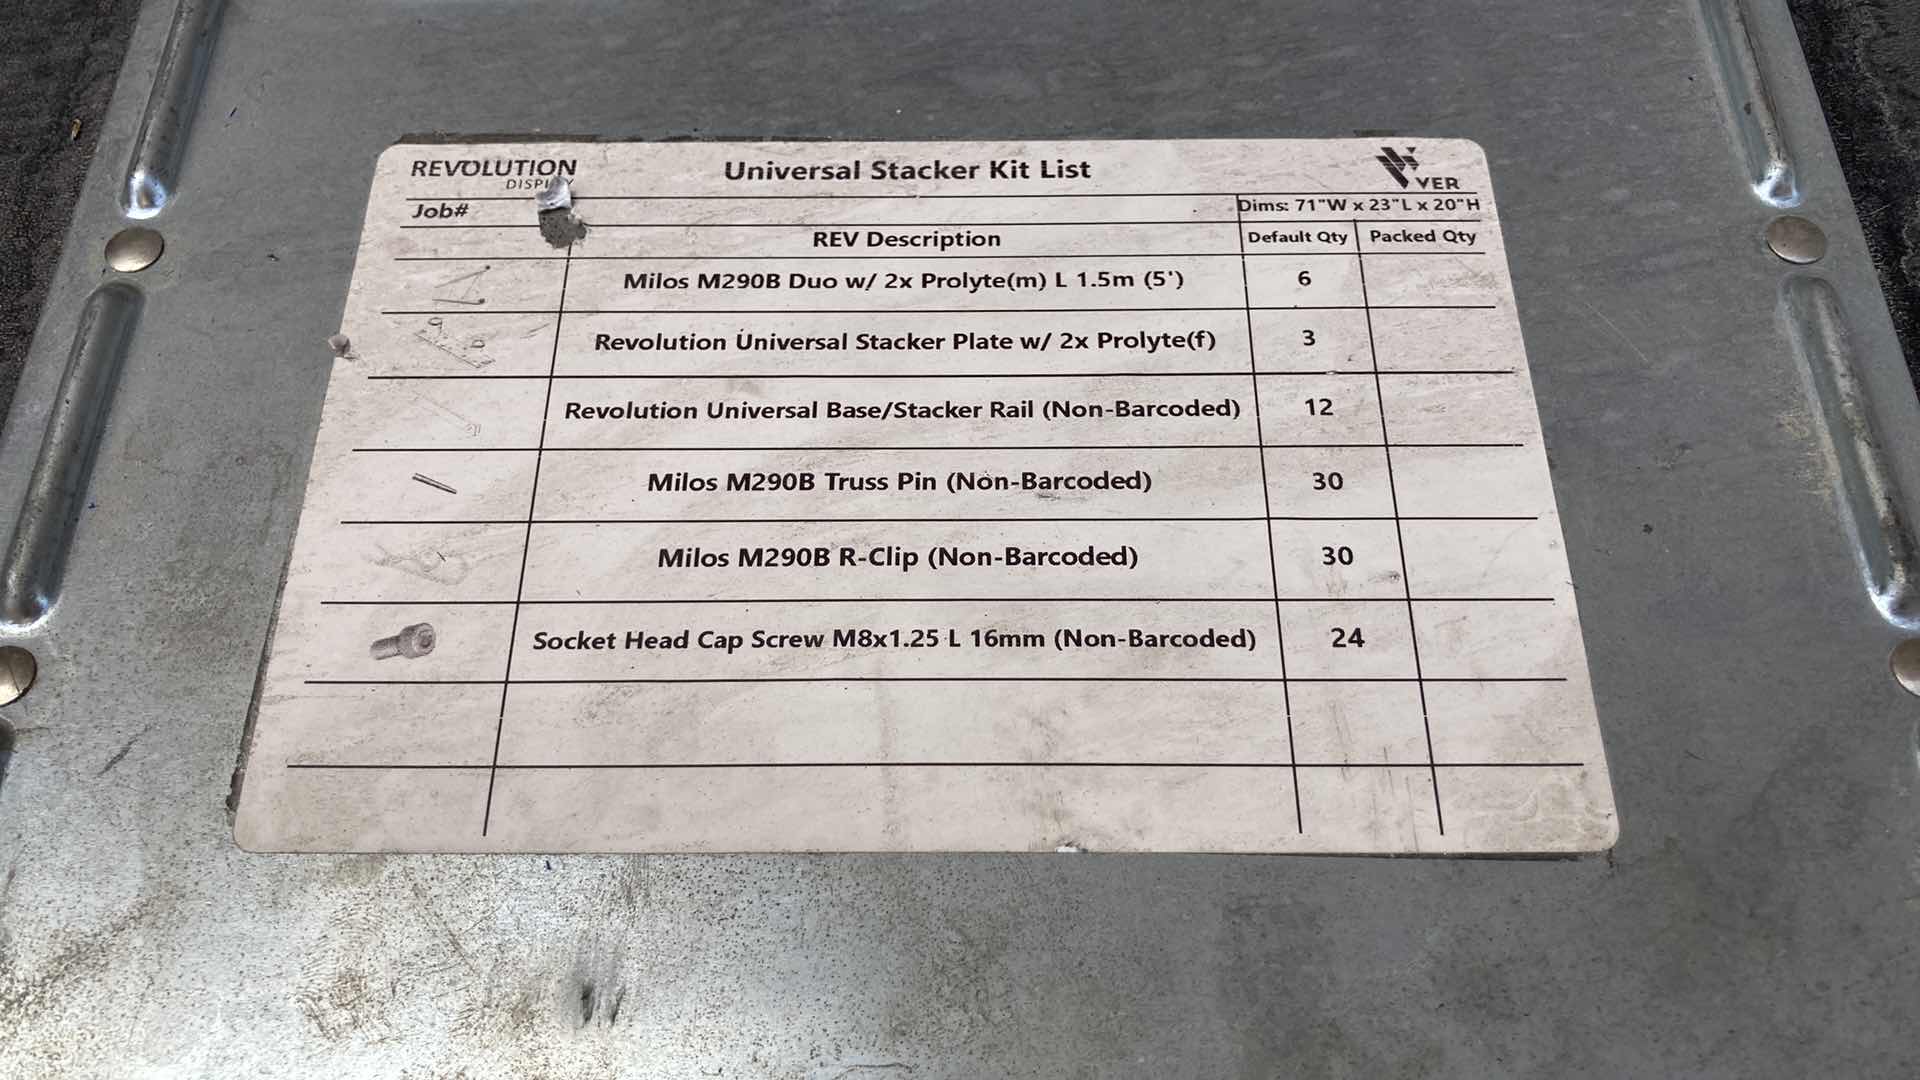 REVOLUTION
DISPLAY
Universal Stacker Kit List
VER
Job#
Dims: 71"W x 23"L x 20"H
REV Description
Default Qty
Packed Qty
Milos M290B Duo w/ 2x Prolyte(m) L 1.5m (5') 6
Revolution Universal Stacker Plate w/ 2x Prolyte(f) 3
Revolution Universal Base/Stacker Rail (Non-Barcoded) 12
Milos M290B Truss Pin (Non-Barcoded) 30
Milos M290B R-Clip (Non-Barcoded) 30
Socket Head Cap Screw M8x1.25 L 16mm (Non-Barcoded) 24